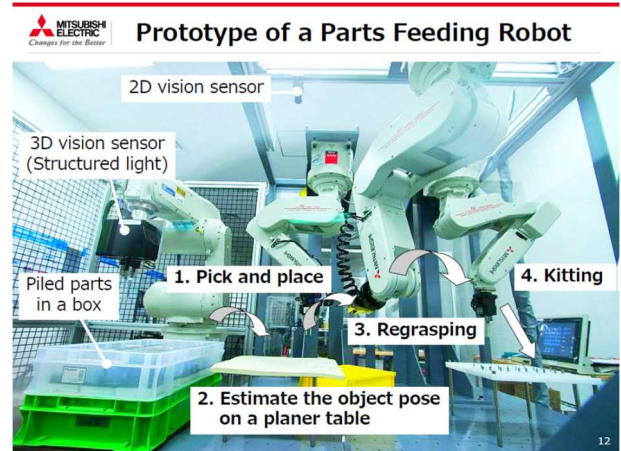 MITSUBISHI
ELECTRIC
Changes for the Better
Prototype of a Parts Feeding Robot
2D vision sensor
3D vision sensor
(Structured light)
1. Pick and place
4. Kitting
Piled parts
in a box
3. Regrasping
2. Estimate the object pose
on a planer table
MITSUBISHI
12